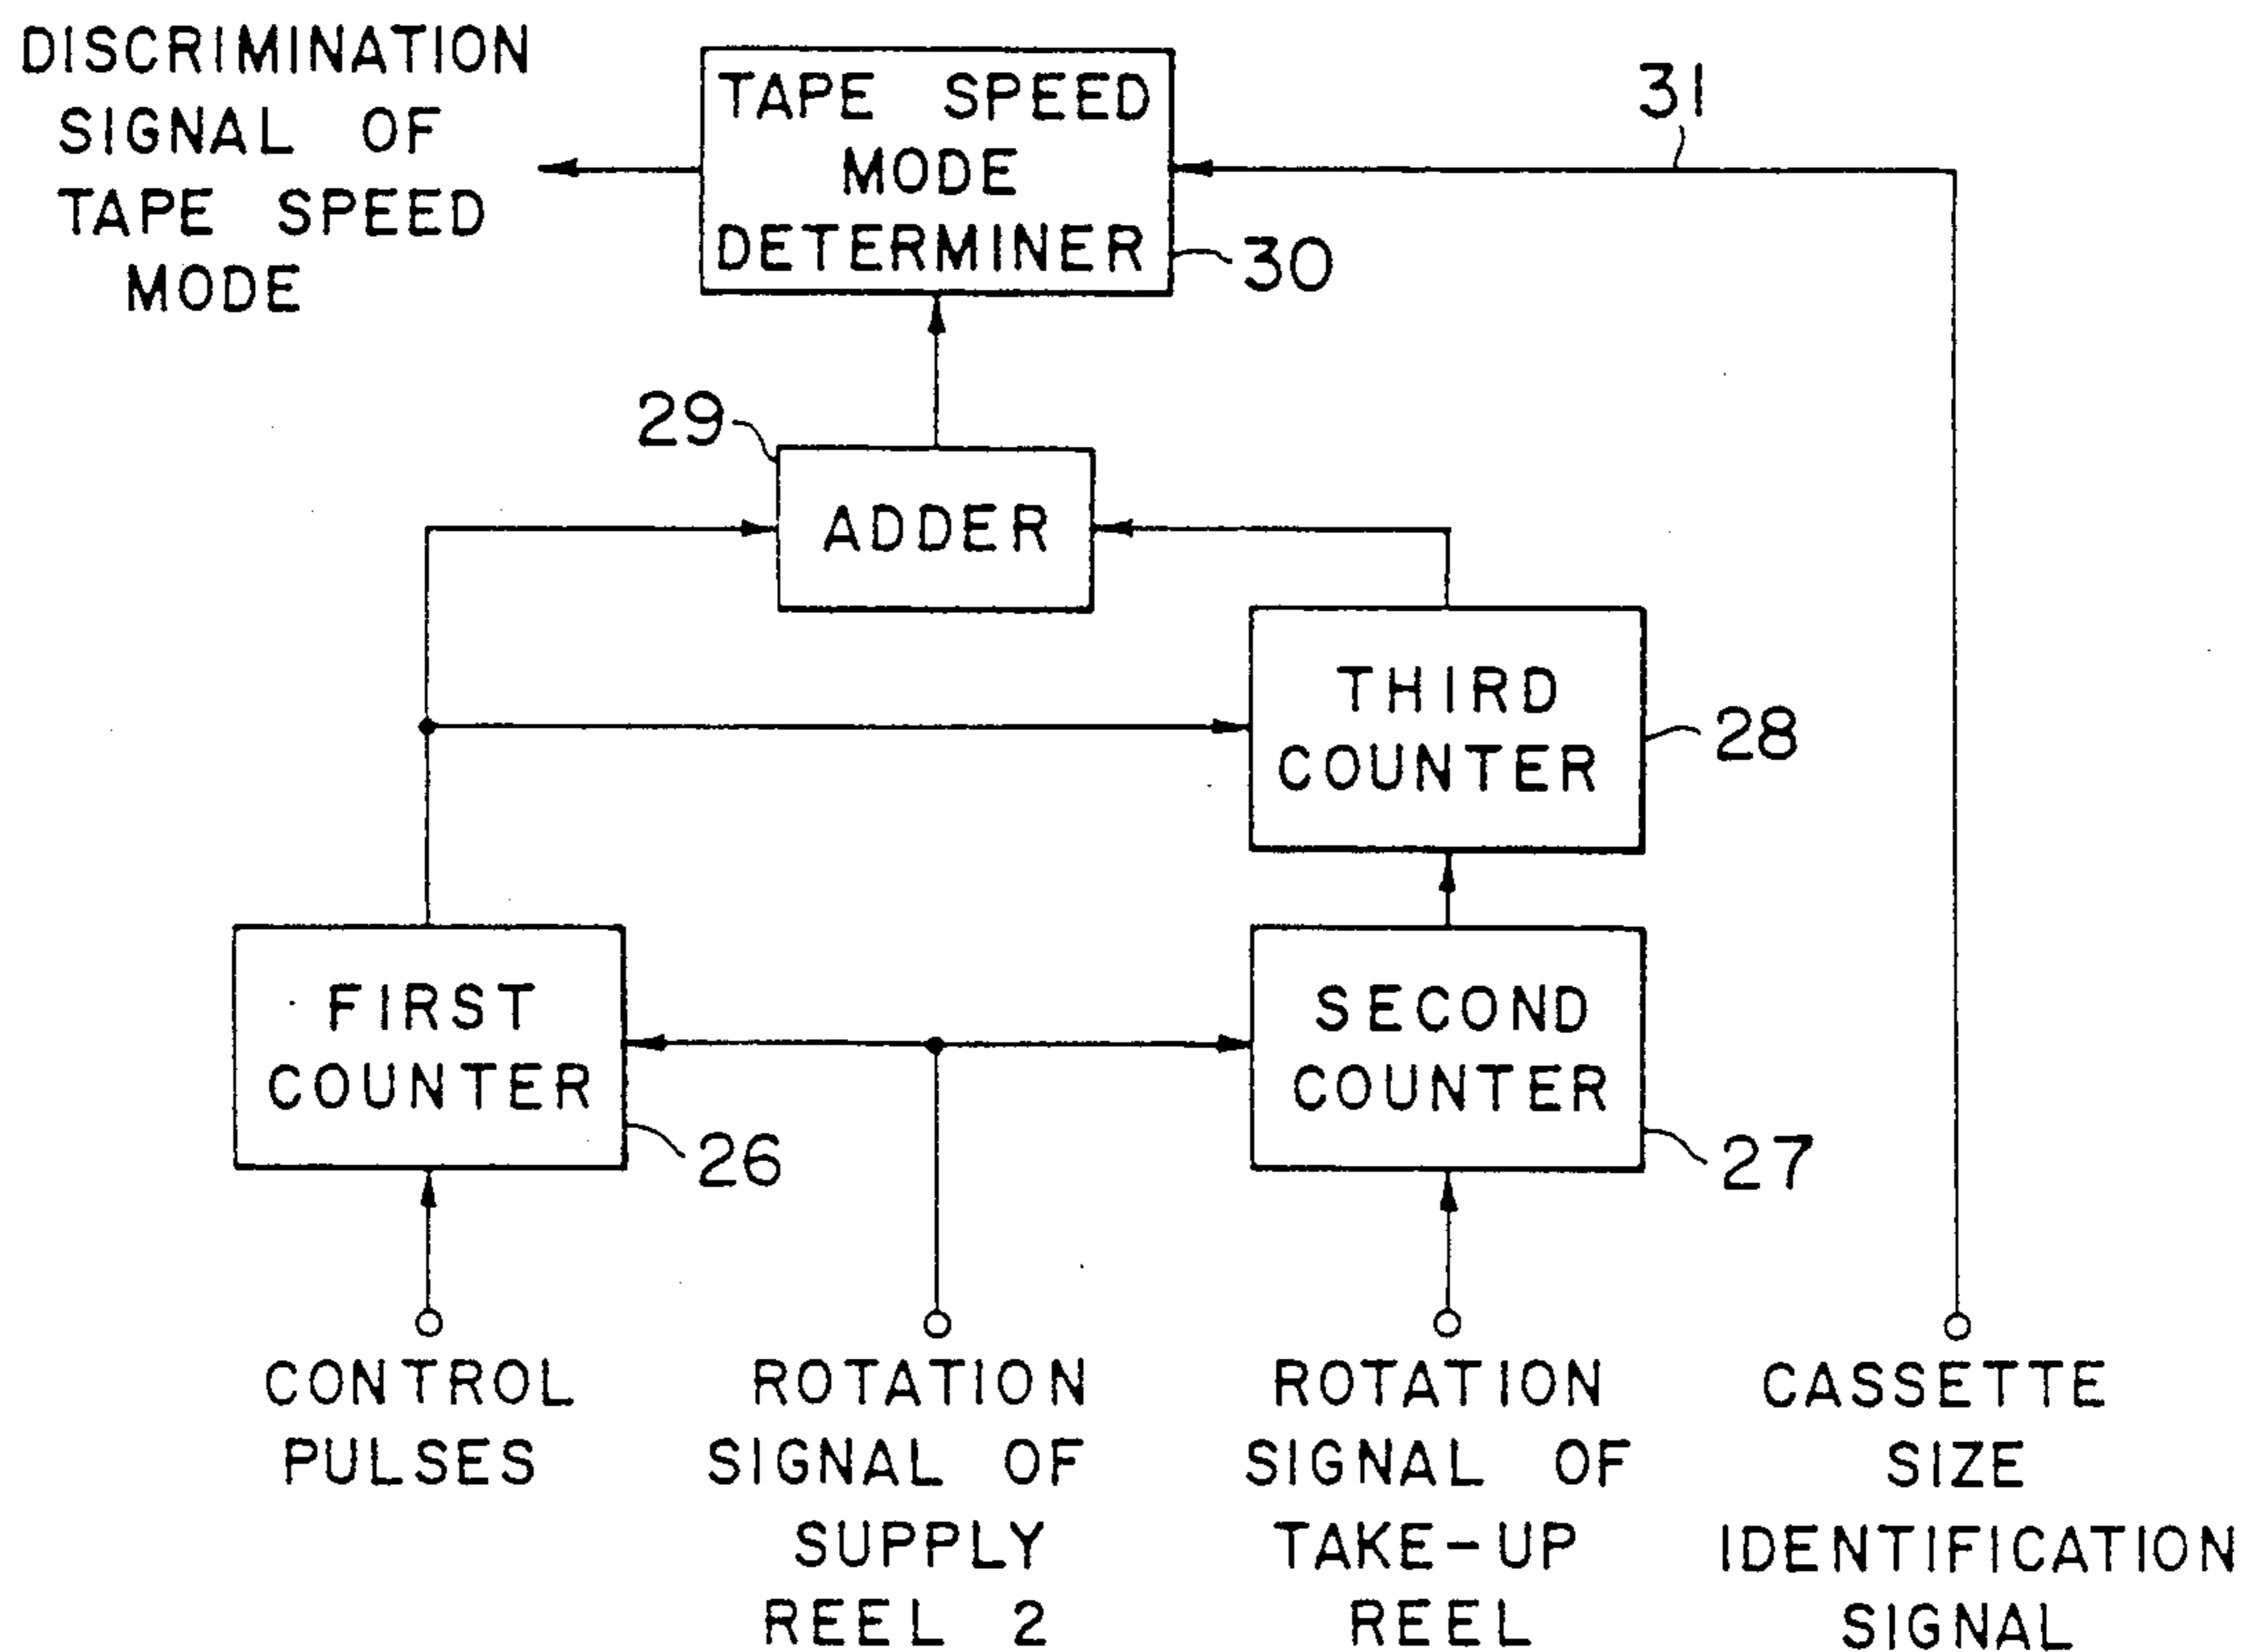 DISCRIMINATION
SIGNAL OF
TAPE SPEED
MODE
TAPE SPEED
MODE
DETERMINER
31
30
29
ADDER
THIRD
COUNTER
28
FIRST
COUNTER
26
SECOND
COUNTER
27
CONTROL
PULSES
ROTATION
SIGNAL OF
SUPPLY
REEL 2
ROTATION
SIGNAL OF
TAKE-UP
REEL
CASSETTE
SIZE
IDENTIFICATION
SIGNAL